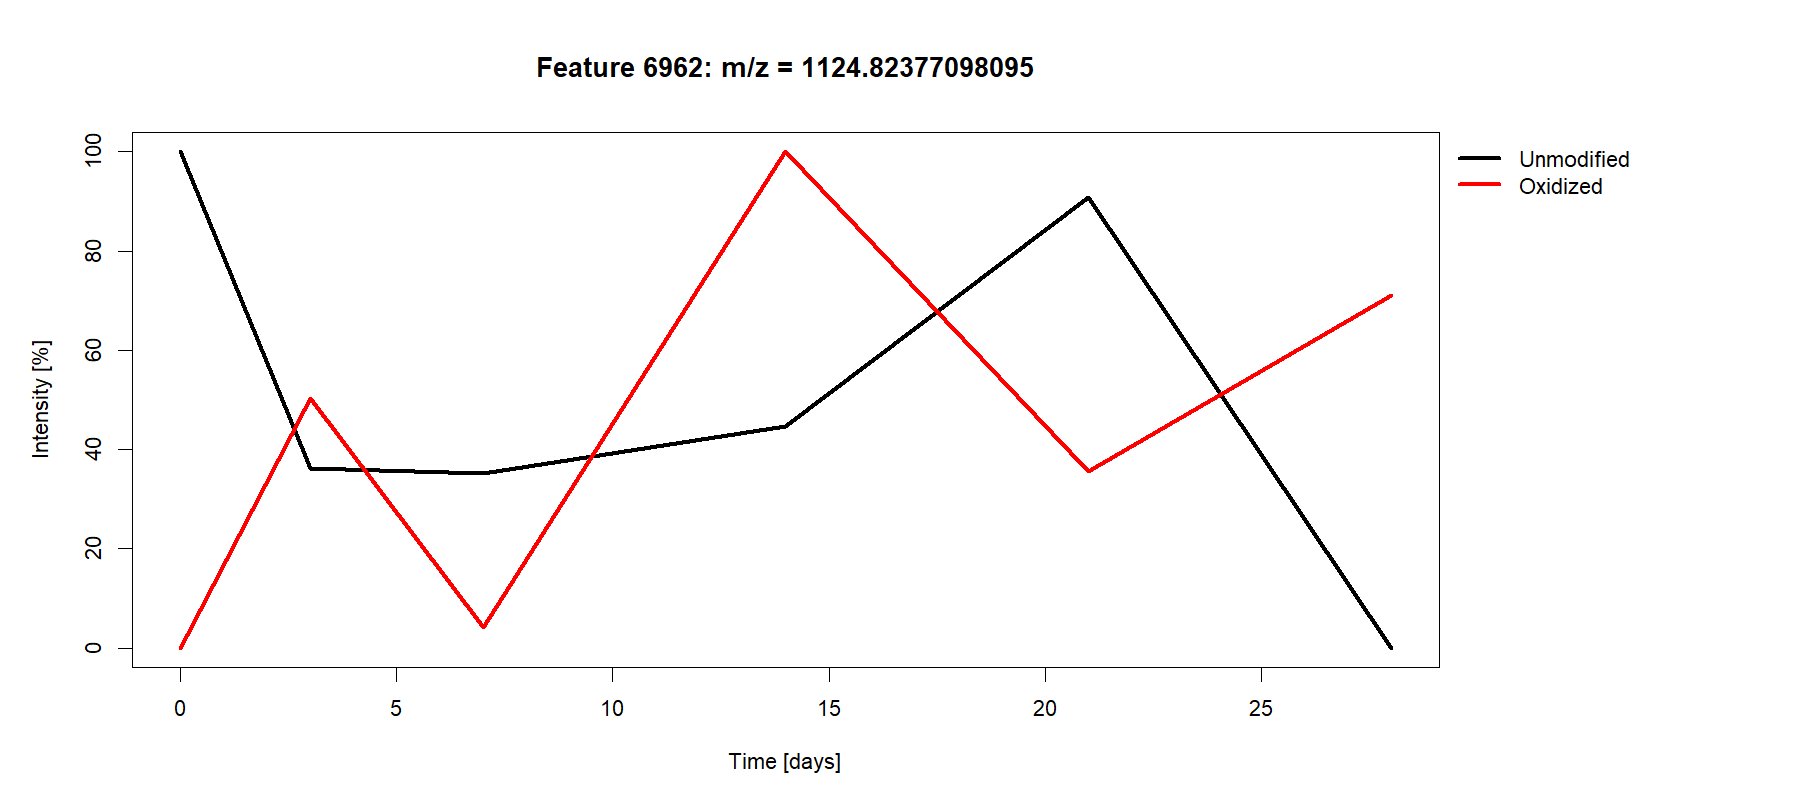 Feature 6962: m/z = 1124.82377098095
Unmodified
Oxidized
Intensity [%]
100
80
60
40
20
0
0 5 10 15 20 25
Time [days]